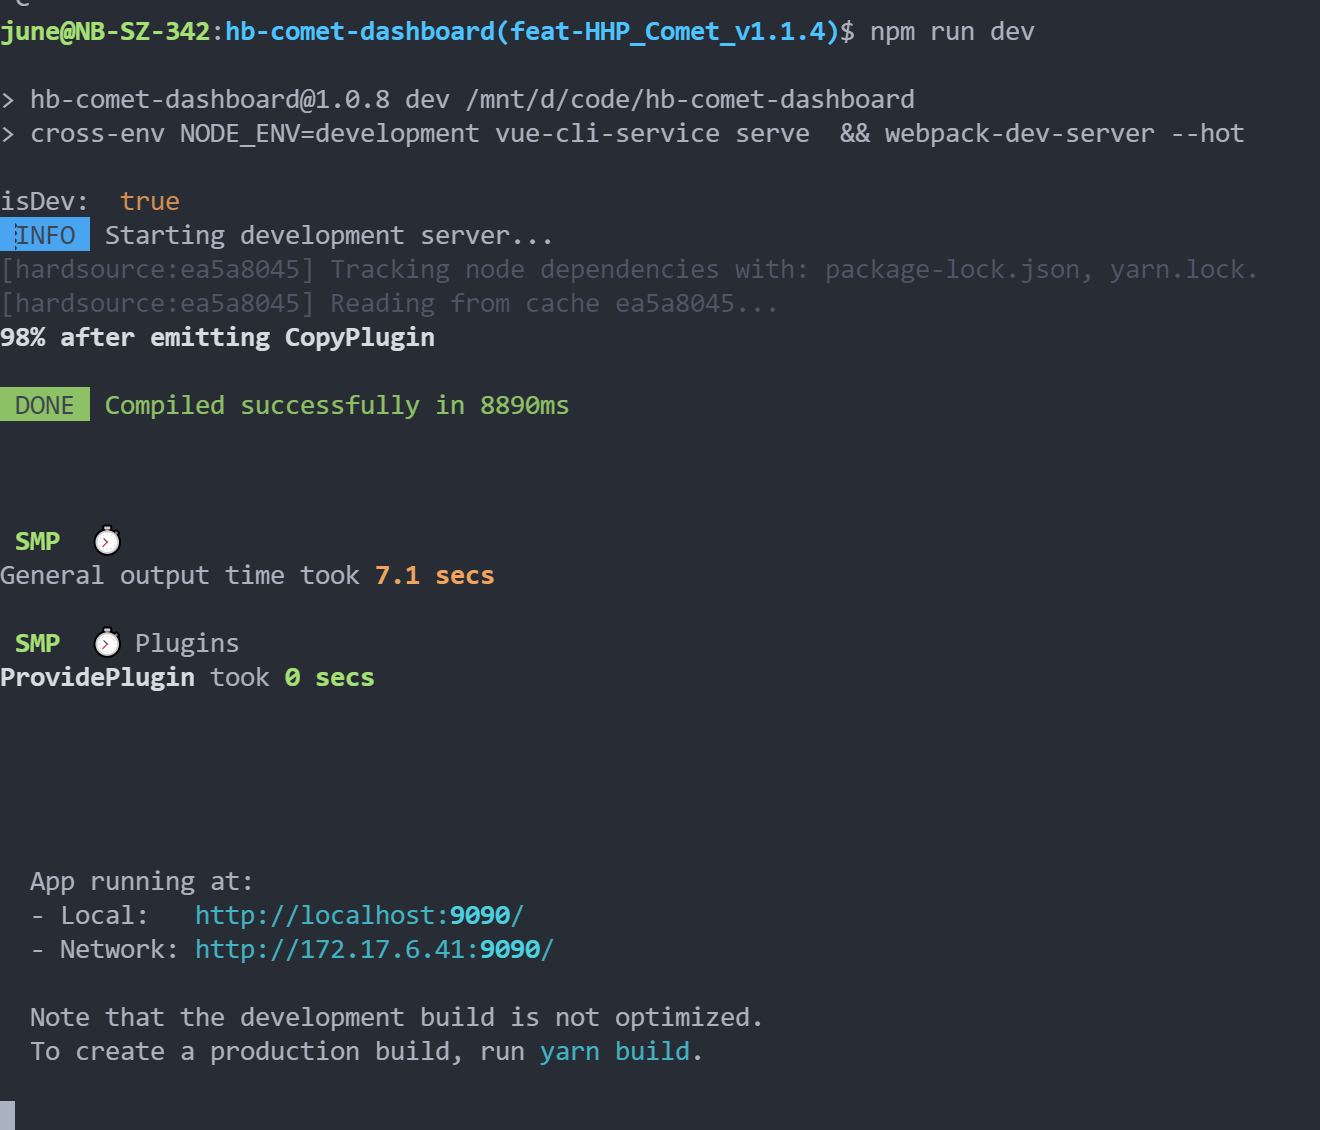 june@NB-SZ-342:hb-comet-dashboard(feat-HHP_Comet_v1.1.4)$ npm run dev
> hb-comet-dashboard@1.0.8 dev /mnt/d/code/hb-comet-dashboard
> cross-env NODE_ENV=development vue-cli-service serve  && webpack-dev-server --hot
isDev:  true
INFO Starting development server...
[hardsource:ea5a8045] Tracking node dependencies with: package-lock.json, yarn.lock.
[hardsource:ea5a8045] Reading from cache ea5a8045...
98% after emitting CopyPlugin
DONE Compiled successfully in 8890ms
SMP
General output time took 7.1 secs
SMP Plugins
ProvidePlugin took 0 secs
App running at:
- Local:   http://localhost:9090/
- Network: http://172.17.6.41:9090/
Note that the development build is not optimized.
To create a production build, run yarn build.